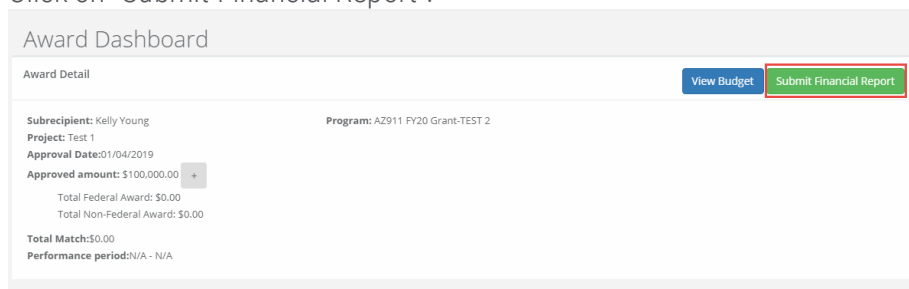 Click on "Submit Financial Report".
Award Dashboard
Award Detail
View Budget
Submit Financial Report
Subrecipient: Kelly Young
Program: AZ911 FY20 Grant-TEST 2
Project: Test 1
Approval Date:01/04/2019
Approved amount: $100,000.00 +
Total Federal Award: $0.00
Total Non-Federal Award: $0.00
Total Match:$0.00
Performance period:N/A - N/A